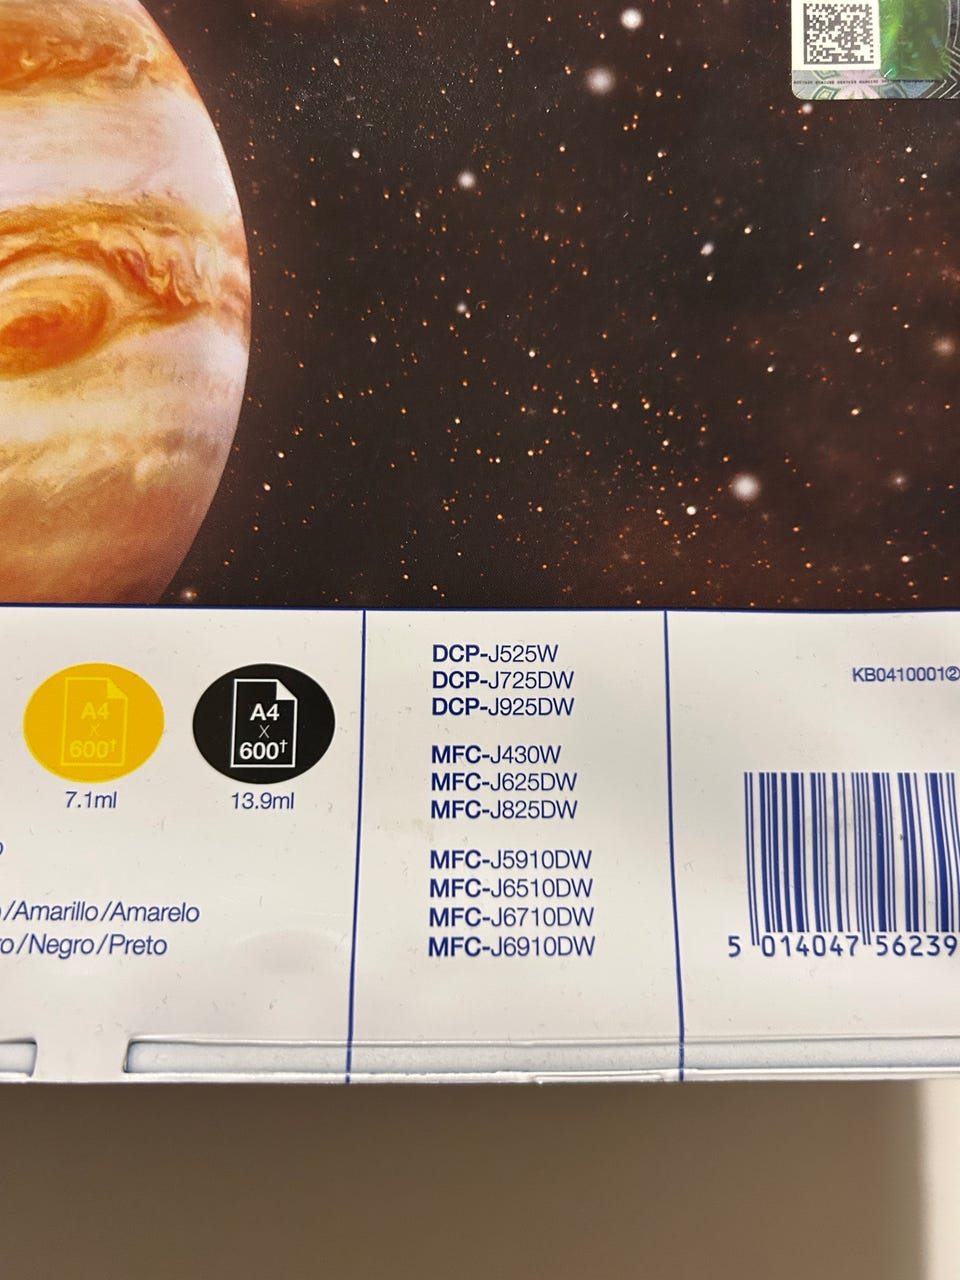 A4
X
600†
7.1ml
A4
X
600†
13.9ml
/Amarillo/Amarelo
/Negro/Preto
DCP-J525W
DCP-J725DW
DCP-J925DW
MFC-J430W
MFC-J625DW
MFC-J825DW
MFC-J5910DW
MFC-J6510DW
MFC-J6710DW
MFC-J6910DW
KB0410001②
5 014047 56239